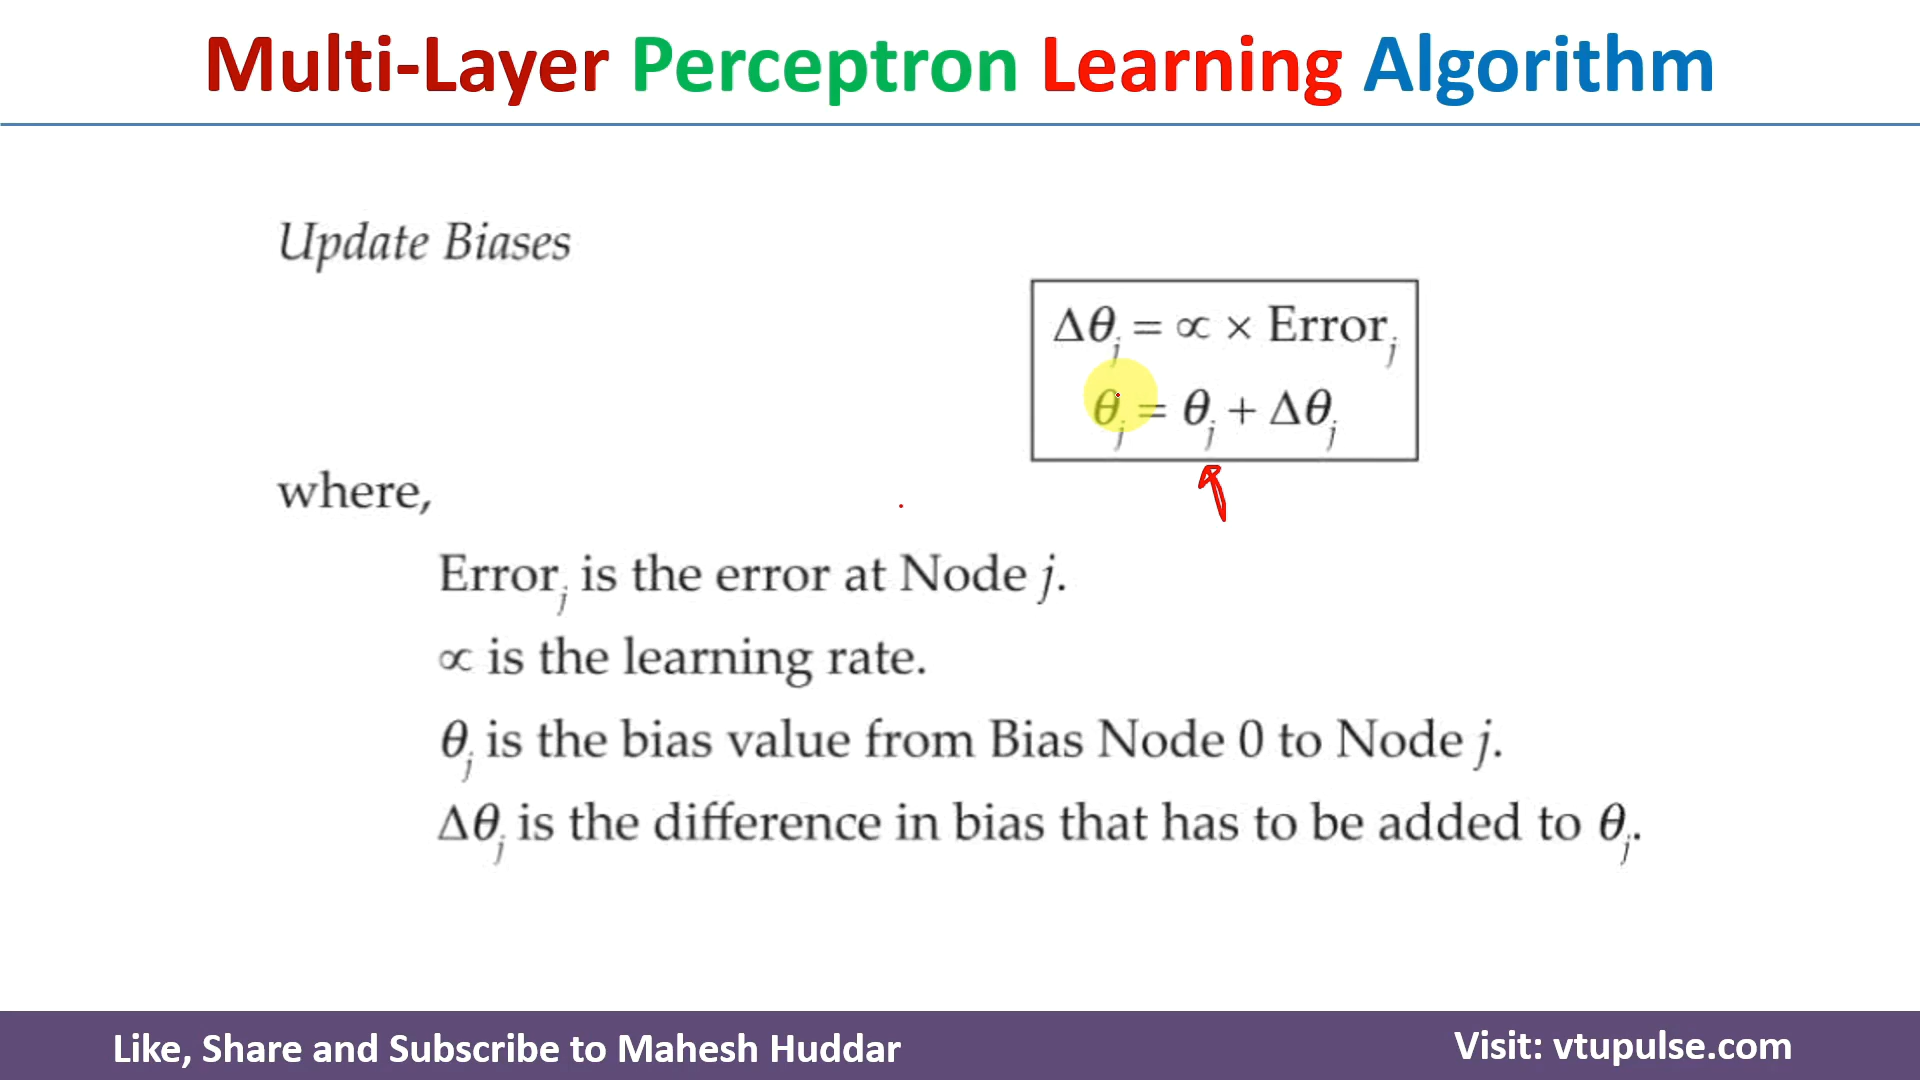 Multi-Layer Perceptron Learning Algorithm
Update Biases
Δθj = ∝ × Errorj
θj = θj + Δθj
where,
Errorj is the error at Node j.
∝ is the learning rate.
θj is the bias value from Bias Node 0 to Node j.
Δθj is the difference in bias that has to be added to θj.
Like, Share and Subscribe to Mahesh Huddar
Visit: vtupulse.com